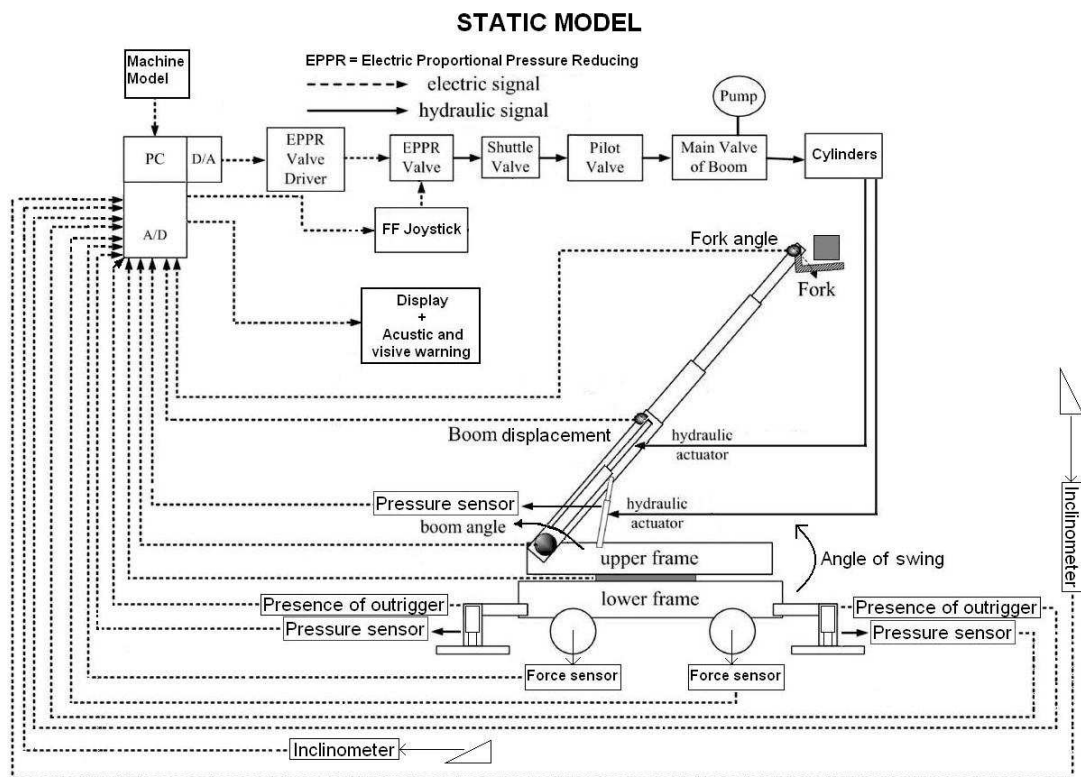 STATIC MODEL
EPPR = Electric Proportional Pressure Reducing
electric signal
hydraulic signal
Machine
Model
Pump
PC
D/A
A/D
EPPR
Valve
Driver
EPPR
Valve
Shuttle
Valve
Pilot
Valve
Main Valve
of Boom
Cylinders
FF Joystick
Display
+
Acustic and
visive warning
Fork angle
Fork
Boom displacement
hydraulic
actuator
Pressure sensor
hydraulic
actuator
boom angle
upper frame
Angle of swing
lower frame
Inclinometer
Presence of outrigger
Presence of outrigger
Pressure sensor
Pressure sensor
Force sensor
Force sensor
Inclinometer